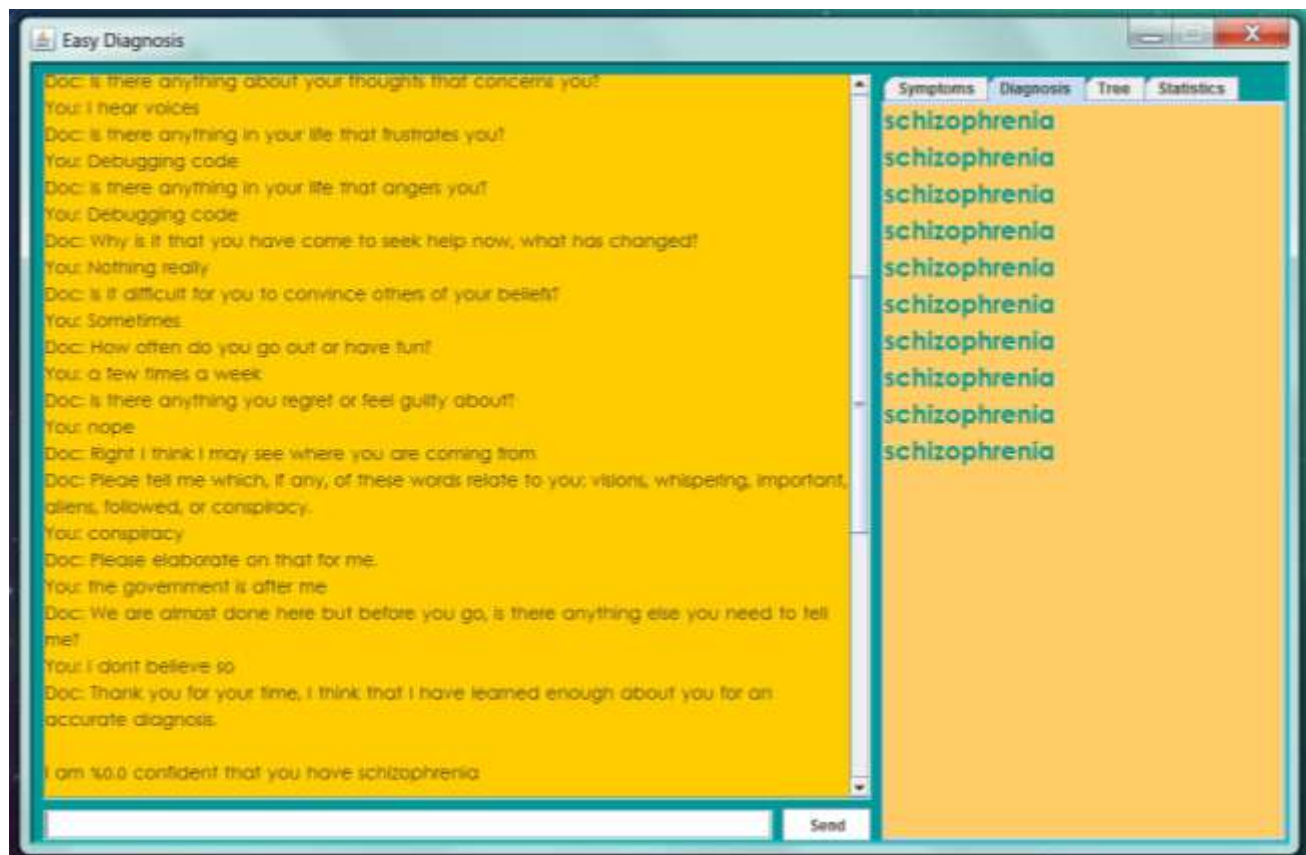 Easy Diagnosis
Doc: Is there anything about your thoughts that concerns you?
You: I hear voices
Doc: Is there anything in your life that frustrates you?
You: Debugging code
Doc: Is there anything in your life that angers you?
You: Debugging code
Doc: Why is it that you have come to seek help now, what has changed?
You: Nothing really
Doc: Is it difficult for you to convince others of your beliefs?
You: Sometimes
Doc: How often do you go out or have fun?
You: a few times a week
Doc: Is there anything you regret or feel guilty about?
You: nope
Doc: Right I think I may see where you are coming from
Doc: Pleae tell me which, if any, of these words relate to you: visions, whispering, important,
aliens, followed, or conspiracy.
You: conspiracy
Doc: Please elaborate on that for me.
You: the government is after me
Doc: We are almost done here but before you go, is there anything else you need to tell
me?
You: I dont believe so
Doc: Thank you for your time, I think that I have learned enough about you for an
accurate diagnosis.
I am %0.0 confident that you have schizophrenia
Send
Symptoms Diagnosis Tree Statistics
schizophrenia
schizophrenia
schizophrenia
schizophrenia
schizophrenia
schizophrenia
schizophrenia
schizophrenia
schizophrenia
schizophrenia